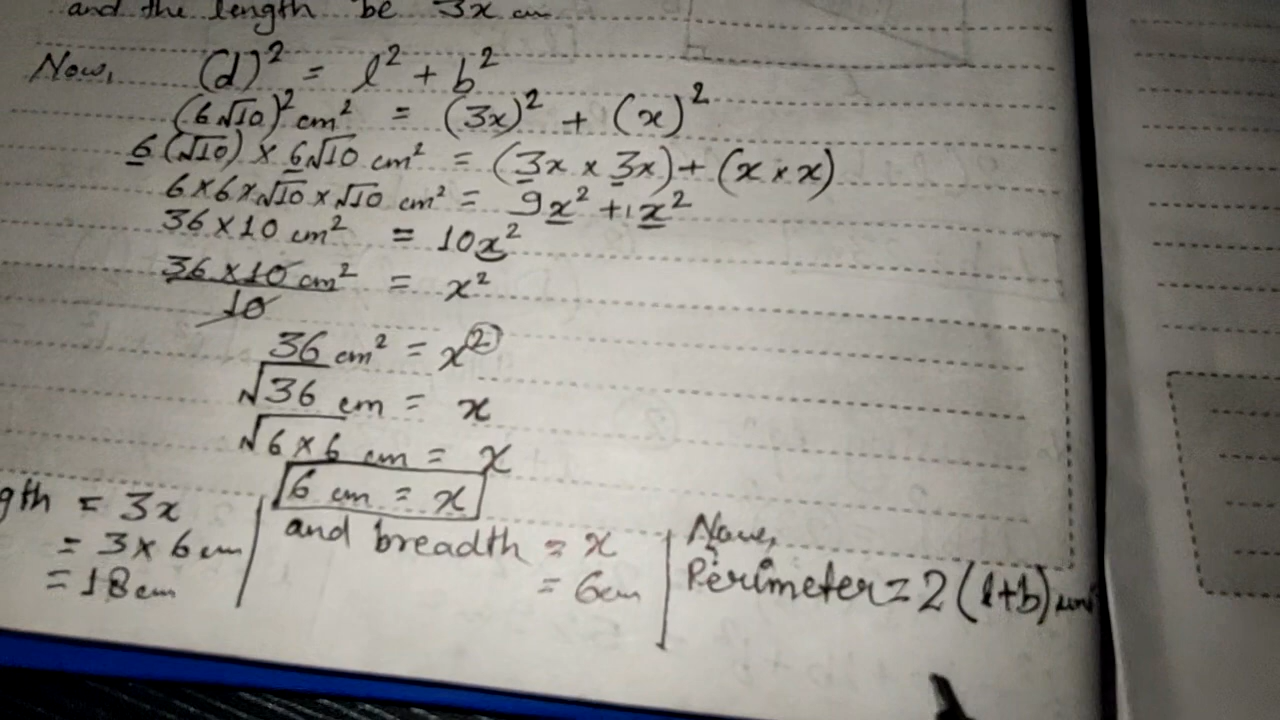 and the length be 3x cm
Now, (d)² = l² + b²
(6√10)² cm² = (3x)² + (x)²
6(√10) × 6√10 cm² = (3x × 3x) + (x × x)
6×6×√10 × √10 cm² = 9x² + 1x²
36 × 10 cm² = 10x²
36 × 10 cm² = x²
10
36 cm² = x²
√36 cm = x
√6×6 cm = x
6 cm = x
gth = 3x
= 3 × 6 cm
= 18 cm
and breadth = x
= 6cm
Now,
Perimeter = 2(l+b)